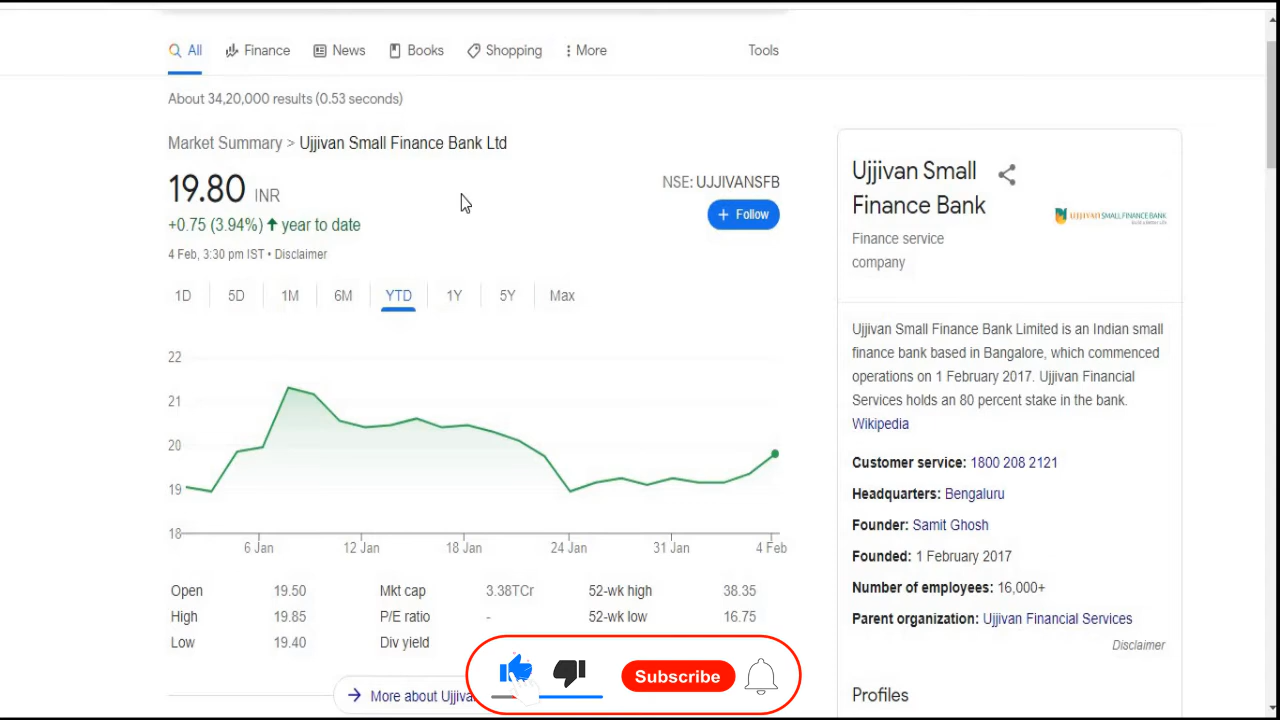 All
Finance
News
Books
Shopping
More
Tools
About 34,20,000 results (0.53 seconds)
Market Summary > Ujjivan Small Finance Bank Ltd
19.80 INR
+0.75 (3.94%) year to date
4 Feb, 3:30 pm IST • Disclaimer
NSE: UJJIVANSFB
+ Follow
1D
5D
1M
6M
YTD
1Y
5Y
Max
22
21
20
19
18
6 Jan
12 Jan
18 Jan
24 Jan
31 Jan
4 Feb
Open 19.50
High 19.85
Low 19.40
Mkt cap 3.38TCr
P/E ratio -
Div yield
52-wk high 38.35
52-wk low 16.75
More about Ujjiva
Subscribe
Ujjivan Small
Finance Bank
UJJIVAN SMALL FINANCE BANK
Finance service
company
Ujjivan Small Finance Bank Limited is an Indian small
finance bank based in Bangalore, which commenced
operations on 1 February 2017. Ujjivan Financial
Services holds an 80 percent stake in the bank.
Wikipedia
Customer service: 1800 208 2121
Headquarters: Bengaluru
Founder: Samit Ghosh
Founded: 1 February 2017
Number of employees: 16,000+
Parent organization: Ujjivan Financial Services
Disclaimer
Profiles